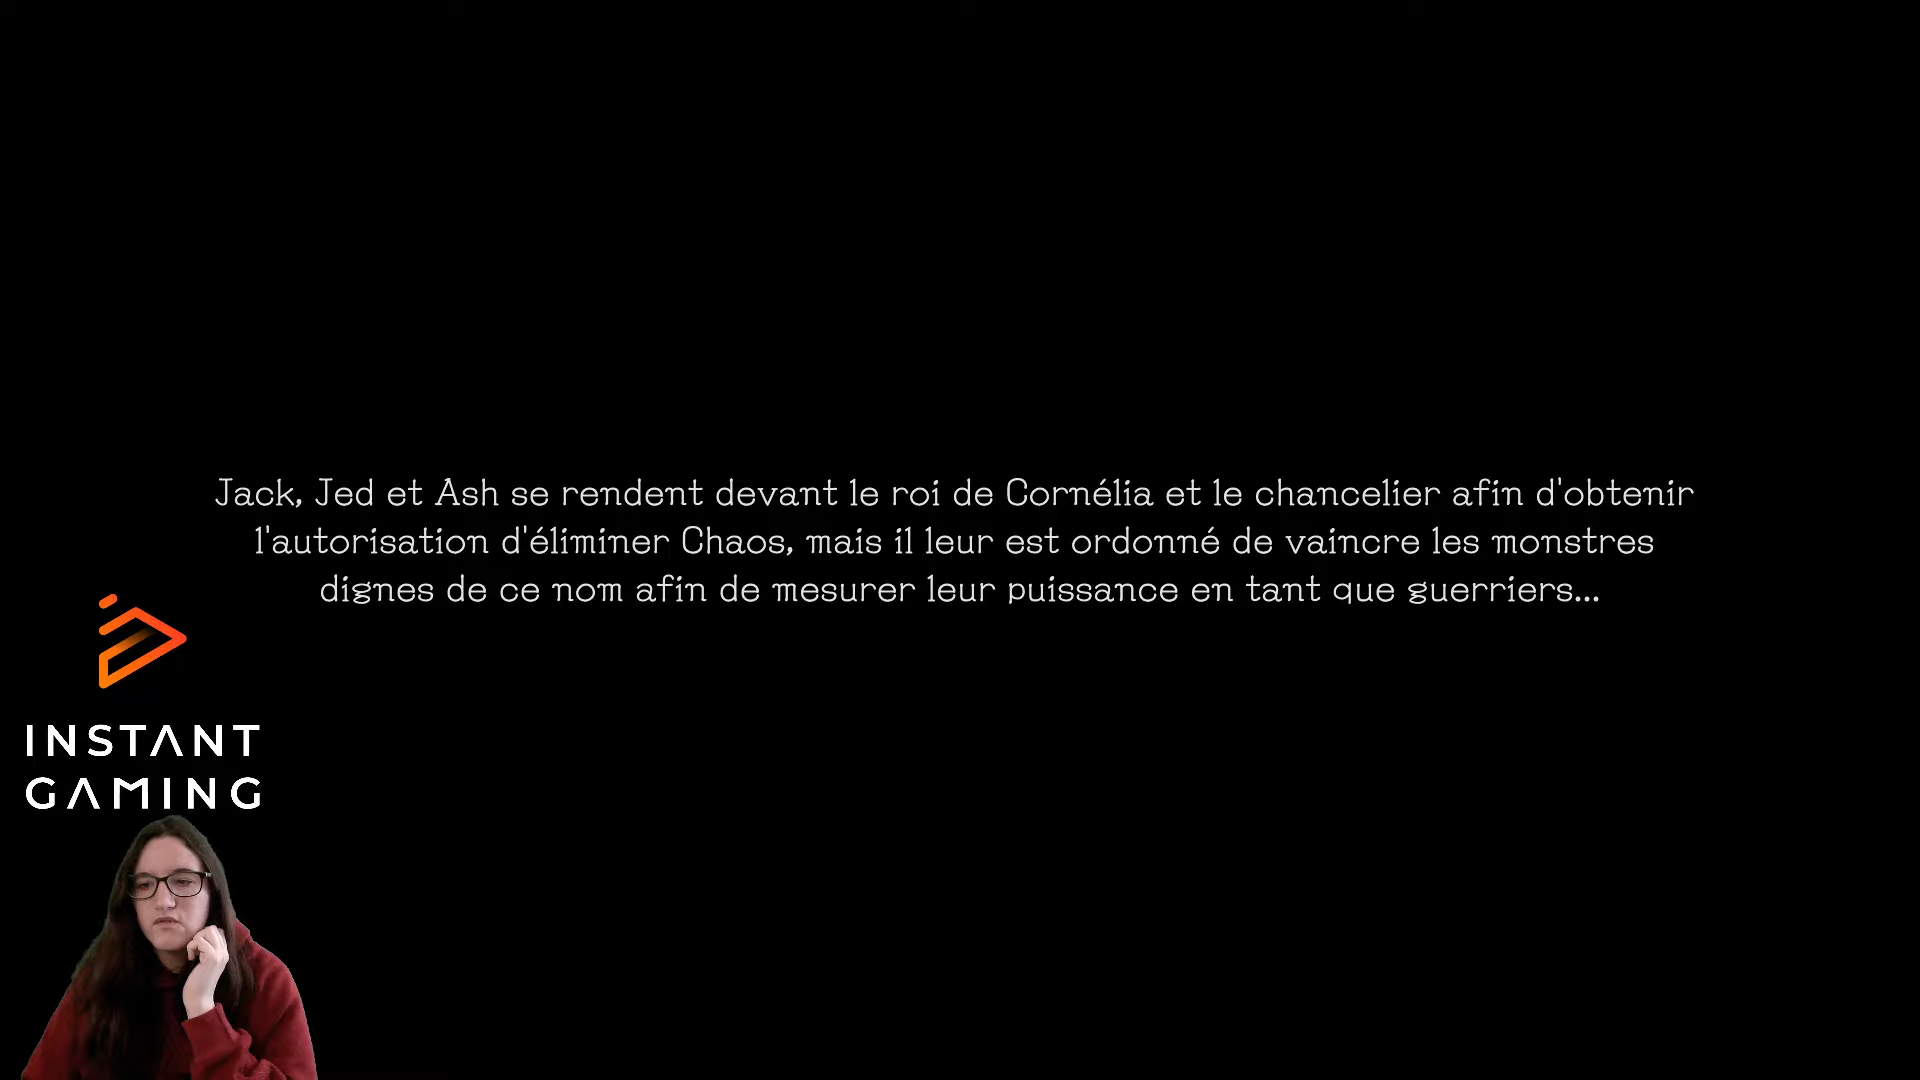 Jack, Jed et Ash se rendent devant le roi de Cornélia et le chancelier afin d'obtenir
l'autorisation d'éliminer Chaos, mais il leur est ordonné de vaincre les monstres
dignes de ce nom afin de mesurer leur puissance en tant que guerriers...
INSTANT
GAMING